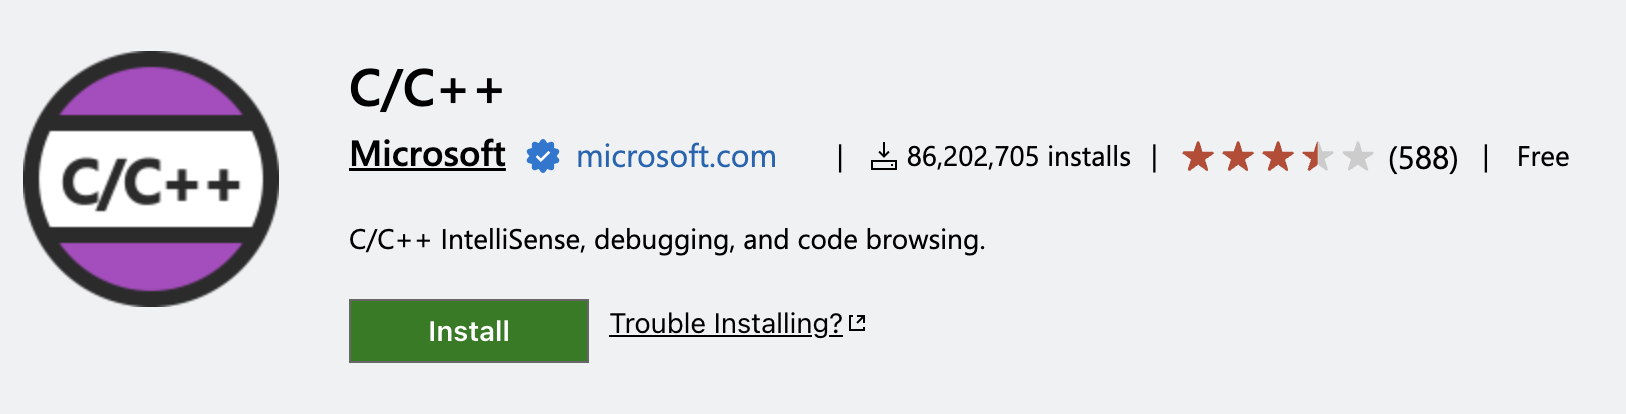 C/C++
C/C++
Microsoft microsoft.com | 86,202,705 installs | (588) | Free
C/C++ IntelliSense, debugging, and code browsing.
Install Trouble Installing?